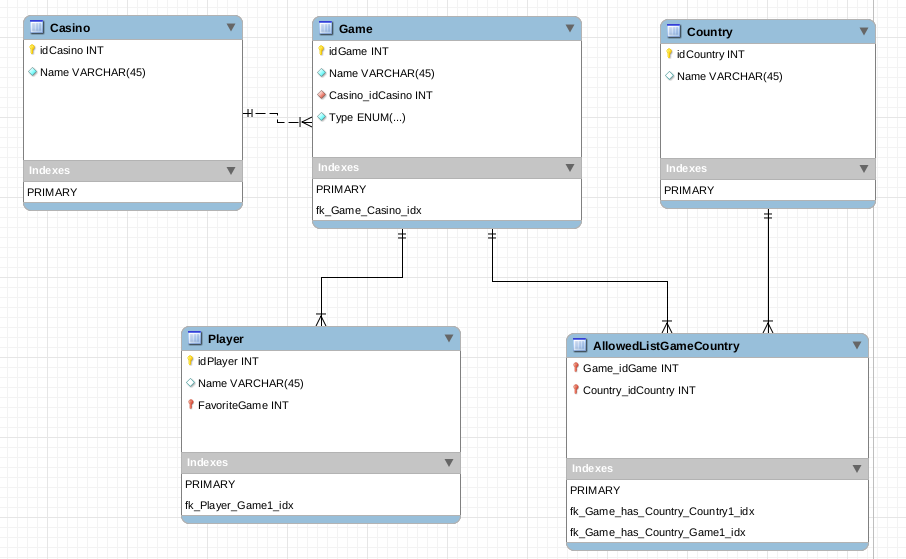 Casino
idCasino INT
Name VARCHAR(45)
Indexes
PRIMARY
Game
idGame INT
Name VARCHAR(45)
Casino_idCasino INT
Type ENUM(...)
Indexes
PRIMARY
fk_Game_Casino_idx
Country
idCountry INT
Name VARCHAR(45)
Indexes
PRIMARY
Player
idPlayer INT
Name VARCHAR(45)
FavoriteGame INT
Indexes
PRIMARY
fk_Player_Game1_idx
AllowedListGameCountry
Game_idGame INT
Country_idCountry INT
Indexes
PRIMARY
fk_Game_has_Country_Country1_idx
fk_Game_has_Country_Game1_idx